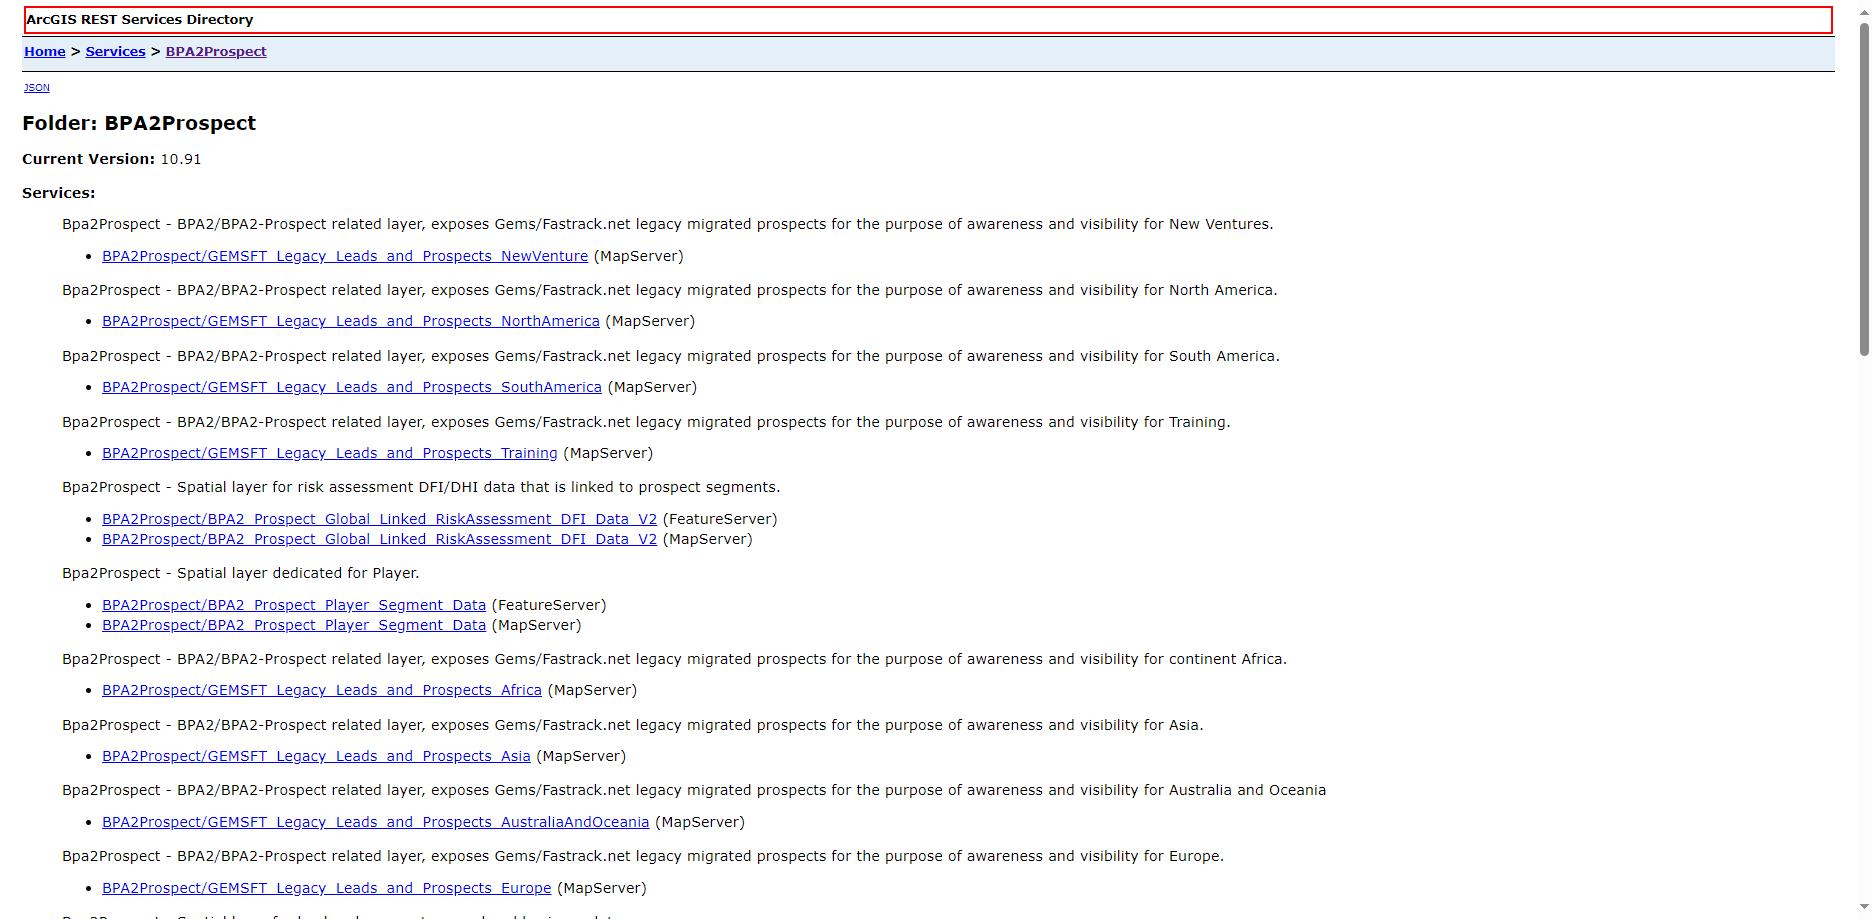 ArcGIS REST Services Directory
Home > Services > BPA2Prospect
JSON
Folder: BPA2Prospect
Current Version: 10.91
Services:
Bpa2Prospect - BPA2/BPA2-Prospect related layer, exposes Gems/Fastrack.net legacy migrated prospects for the purpose of awareness and visibility for New Ventures.
• BPA2Prospect/GEMSFT_Legacy_Leads_and_Prospects_NewVenture (MapServer)
Bpa2Prospect - BPA2/BPA2-Prospect related layer, exposes Gems/Fastrack.net legacy migrated prospects for the purpose of awareness and visibility for North America.
• BPA2Prospect/GEMSFT_Legacy_Leads_and_Prospects_NorthAmerica (MapServer)
Bpa2Prospect - BPA2/BPA2-Prospect related layer, exposes Gems/Fastrack.net legacy migrated prospects for the purpose of awareness and visibility for South America.
• BPA2Prospect/GEMSFT_Legacy_Leads_and_Prospects_SouthAmerica (MapServer)
Bpa2Prospect - BPA2/BPA2-Prospect related layer, exposes Gems/Fastrack.net legacy migrated prospects for the purpose of awareness and visibility for Training.
• BPA2Prospect/GEMSFT_Legacy_Leads_and_Prospects_Training (MapServer)
Bpa2Prospect - Spatial layer for risk assessment DFI/DHI data that is linked to prospect segments.
• BPA2Prospect/BPA2_Prospect_Global_Linked_RiskAssessment_DFI_Data_V2 (FeatureServer)
• BPA2Prospect/BPA2_Prospect_Global_Linked_RiskAssessment_DFI_Data_V2 (MapServer)
Bpa2Prospect - Spatial layer dedicated for Player.
• BPA2Prospect/BPA2_Prospect_Player_Segment_Data (FeatureServer)
• BPA2Prospect/BPA2_Prospect_Player_Segment_Data (MapServer)
Bpa2Prospect - BPA2/BPA2-Prospect related layer, exposes Gems/Fastrack.net legacy migrated prospects for the purpose of awareness and visibility for continent Africa.
• BPA2Prospect/GEMSFT_Legacy_Leads_and_Prospects_Africa (MapServer)
Bpa2Prospect - BPA2/BPA2-Prospect related layer, exposes Gems/Fastrack.net legacy migrated prospects for the purpose of awareness and visibility for Asia.
• BPA2Prospect/GEMSFT_Legacy_Leads_and_Prospects_Asia (MapServer)
Bpa2Prospect - BPA2/BPA2-Prospect related layer, exposes Gems/Fastrack.net legacy migrated prospects for the purpose of awareness and visibility for Australia and Oceania
• BPA2Prospect/GEMSFT_Legacy_Leads_and_Prospects_AustraliaAndOceania (MapServer)
Bpa2Prospect - BPA2/BPA2-Prospect related layer, exposes Gems/Fastrack.net legacy migrated prospects for the purpose of awareness and visibility for Europe.
• BPA2Prospect/GEMSFT_Legacy_Leads_and_Prospects_Europe (MapServer)